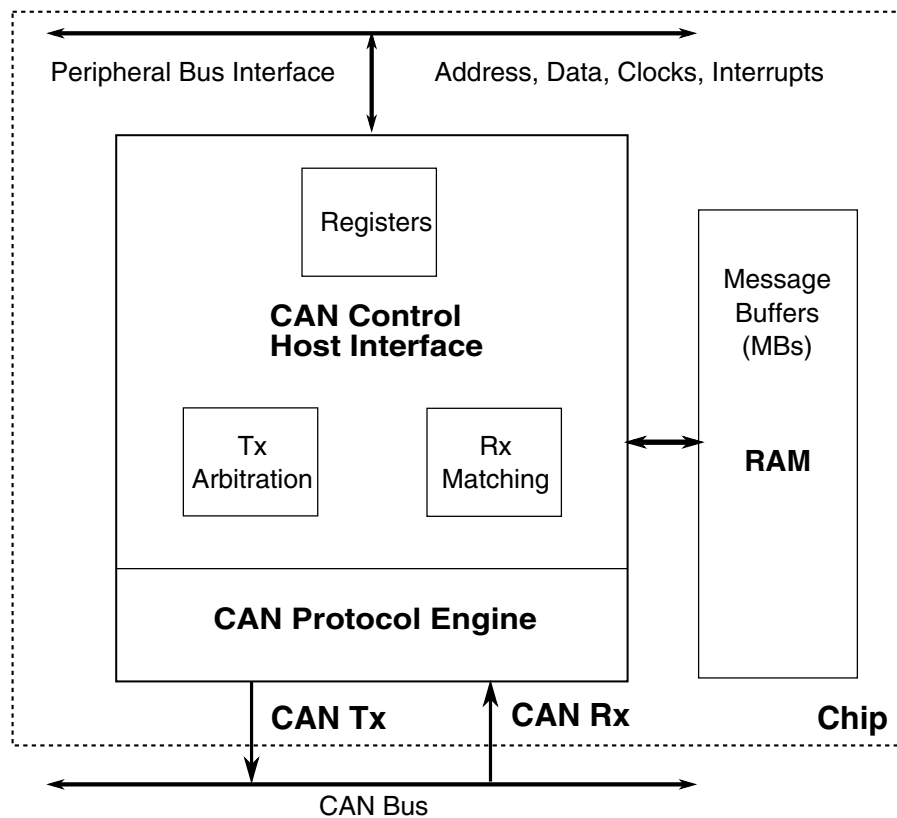 Peripheral Bus Interface
Address, Data, Clocks, Interrupts
Registers
CAN Control
Host Interface
Message
Buffers
(MBs)
RAM
Tx
Arbitration
Rx
Matching
CAN Protocol Engine
CAN Tx
CAN Rx
Chip
CAN Bus